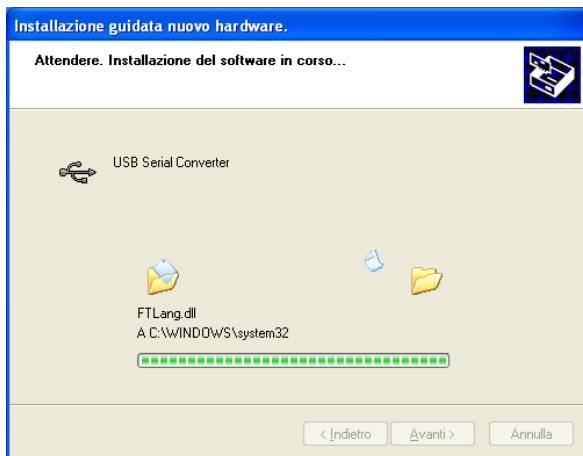 Installazione guidata nuovo hardware.
Attendere. Installazione del software in corso...
USB Serial Converter
FTLang.dll
A C:\WINDOWS\system32
< Indietro
Avanti >
Annulla